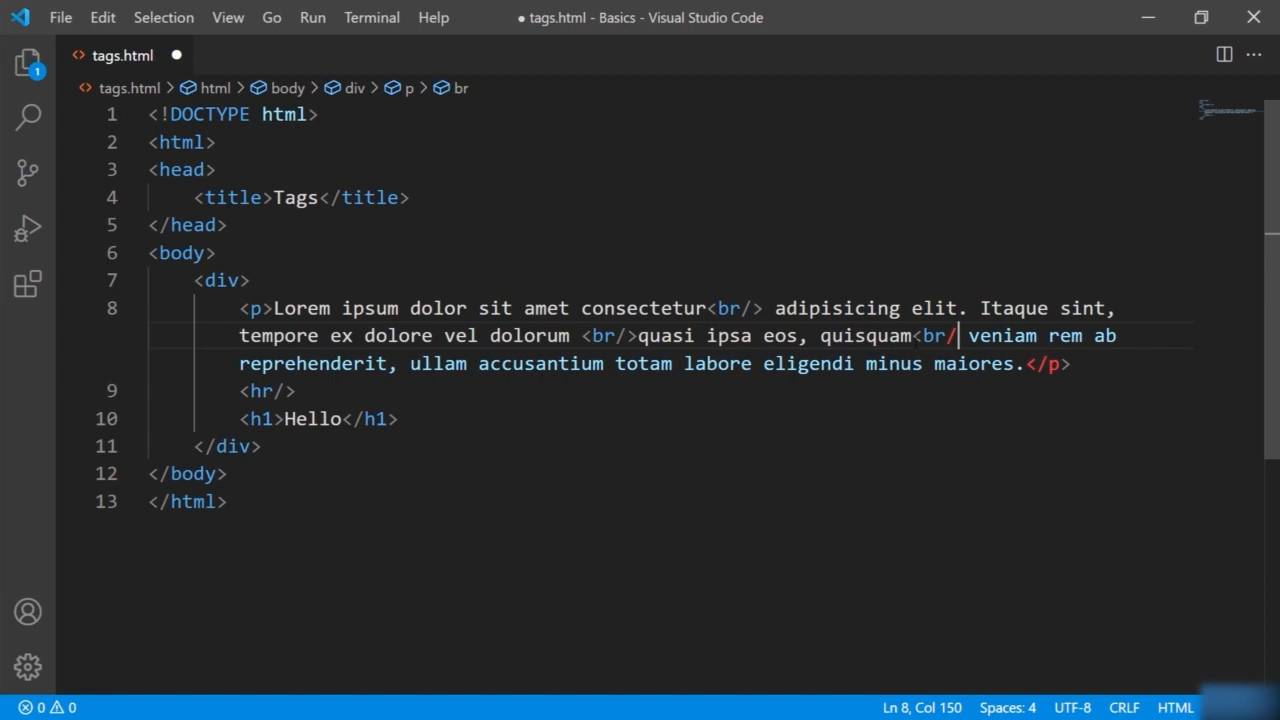 File Edit Selection View Go Run Terminal Help ● tags.html - Basics - Visual Studio Code
1
tags.html ●
tags.html > html > body > div > p > br
1 <!DOCTYPE html>
2 <html>
3 <head>
4 <title>Tags</title>
5 </head>
6 <body>
7 <div>
8 <p>Lorem ipsum dolor sit amet consectetur<br/> adipisicing elit. Itaque sint,
tempore ex dolore vel dolorum <br/>quasi ipsa eos, quisquam<br/ veniam rem ab
reprehenderit, ullam accusantium totam labore eligendi minus maiores.</p>
9 <hr/>
10 <h1>Hello</h1>
11 </div>
12 </body>
13 </html>
0 0 Ln 8, Col 150 Spaces: 4 UTF-8 CRLF HTML